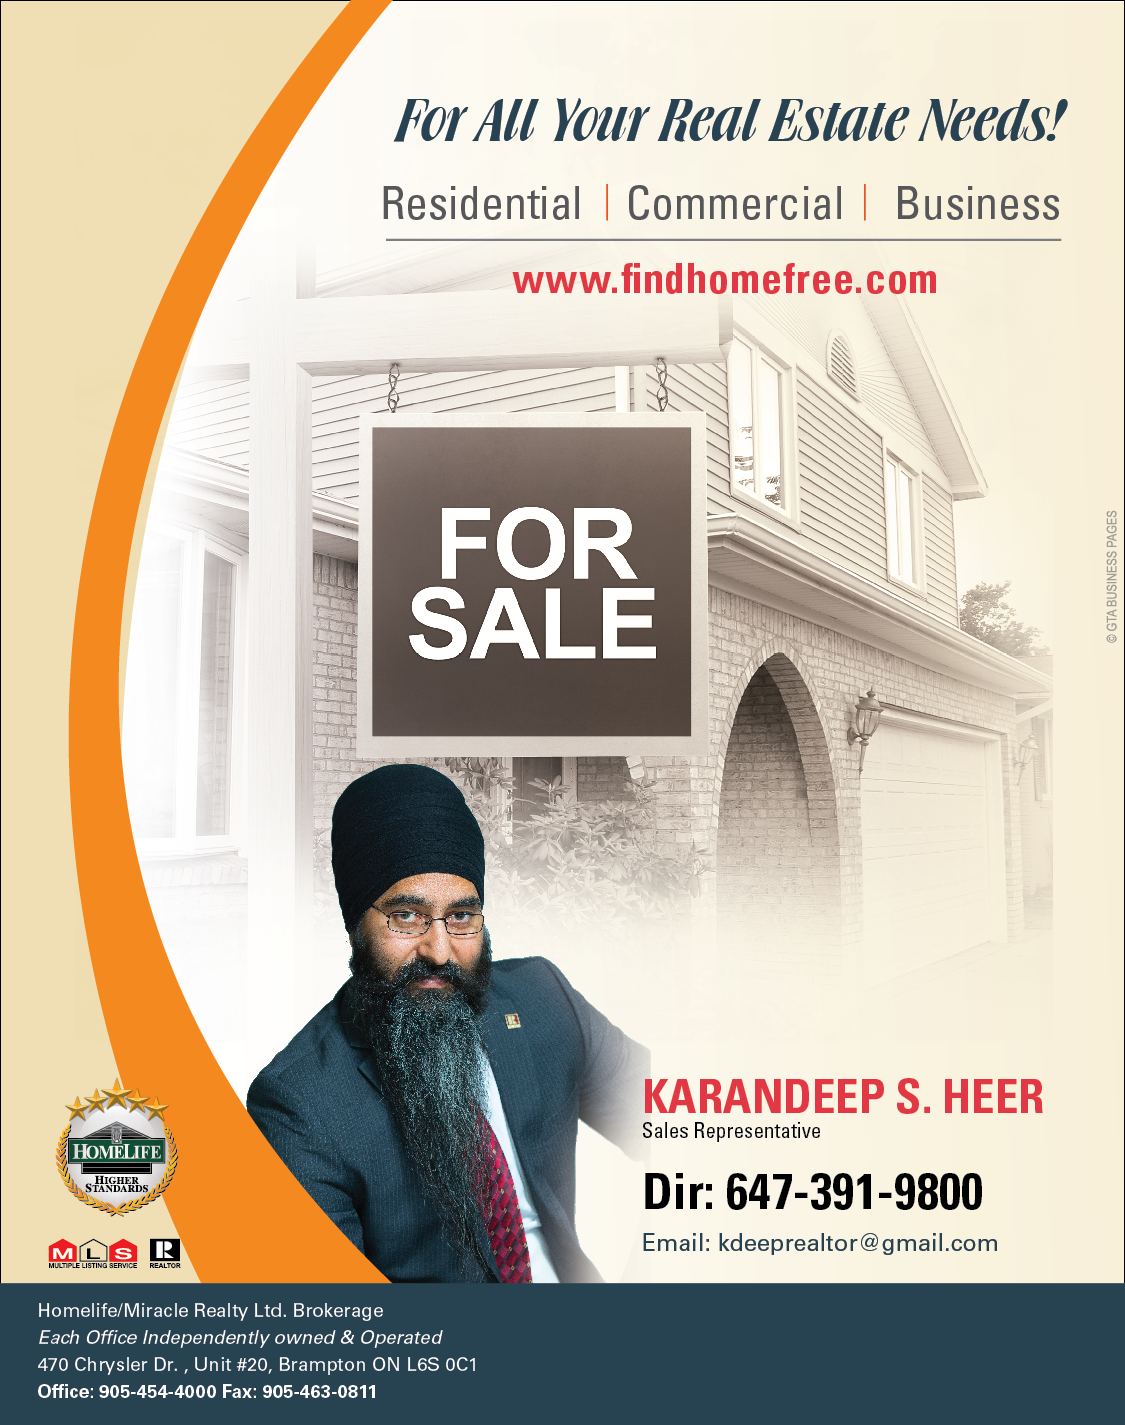 For All Your Real Estate Needs!
Residential | Commercial | Business
www.findhomefree.com
FOR
SALE
© GTA BUSINESS PAGES
KARANDEEP S. HEER
Sales Representative
Dir: 647-391-9800
Email: kdeeprealtor@gmail.com
HOMELIFE
HIGHER
STANDARDS
MLS
MULTIPLE LISTING SERVICE
R
REALTOR
Homelife/Miracle Realty Ltd. Brokerage
Each Office Independently owned & Operated
470 Chrysler Dr. , Unit #20, Brampton ON L6S 0C1
Office: 905-454-4000 Fax: 905-463-0811